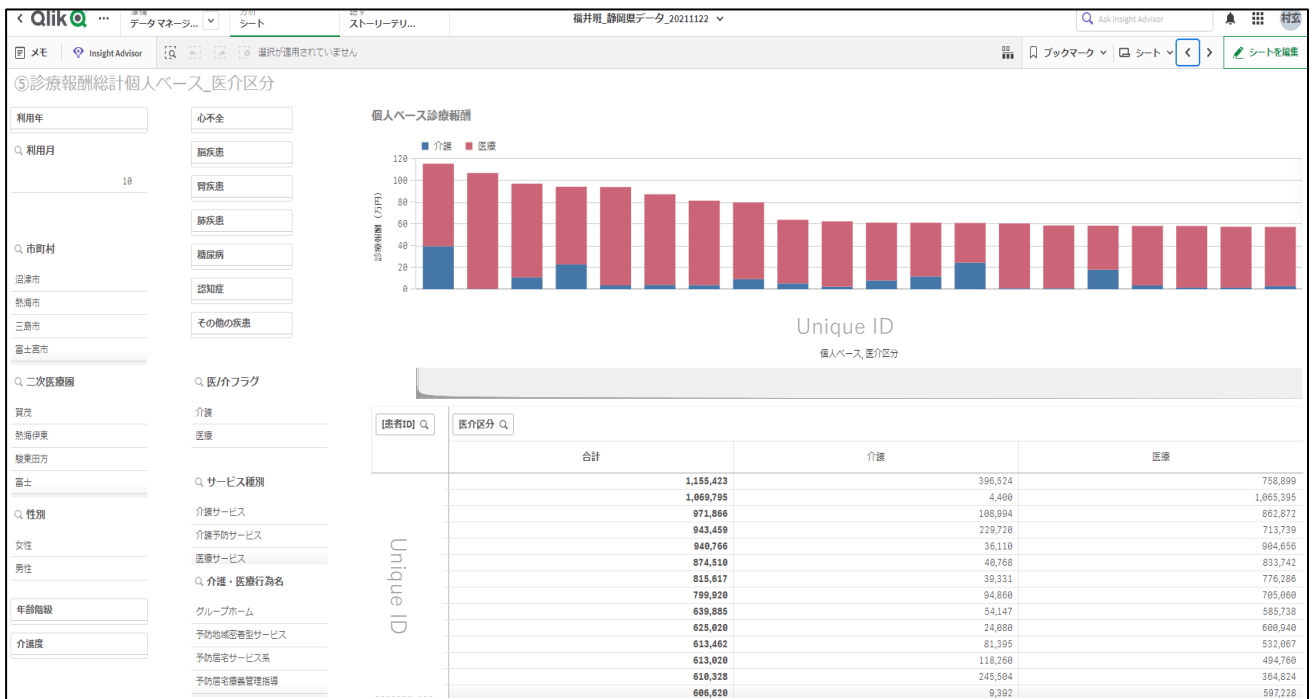 Qlik
データ マネージ...
分析
シート
ストーリーテリ...
福井班_静岡県データ_20211122
Ask Insight Advisor
村玄
メモ
Insight Advisor
選択が適用されていません
ブックマーク
シート
シートを編集
⑤診療報酬総計個人ベース_医介区分
利用年
利用月
10
市町村
沼津市
熱海市
三島市
富士宮市
二次医療圏
賀茂
熱海伊東
駿東田方
富士
性別
女性
男性
年齢階級
介護度
心不全
脳疾患
腎疾患
肺疾患
糖尿病
認知症
その他の疾患
医/介フラグ
介護
医療
サービス種別
介護サービス
介護予防サービス
医療サービス
介護・医療行為名
グループホーム
予防地域密着型サービス
予防居宅サービス系
予防居宅療養管理指導
個人ベース診療報酬
介護 医療
診療報酬 (万円)
120
100
80
60
40
20
0
Unique ID
個人ベース, 医介区分
[患者ID] 医介区分
合計 介護 医療
Unique ID
1,155,423 396,524 758,899
1,069,795 4,400 1,065,395
971,866 108,994 862,872
943,459 229,720 713,739
940,766 36,110 904,656
874,510 40,768 833,742
815,617 39,331 776,286
799,920 94,860 705,060
639,885 54,147 585,738
625,020 24,080 600,940
613,462 81,395 532,067
613,020 118,260 494,760
610,328 245,504 364,824
606,620 9,392 597,228